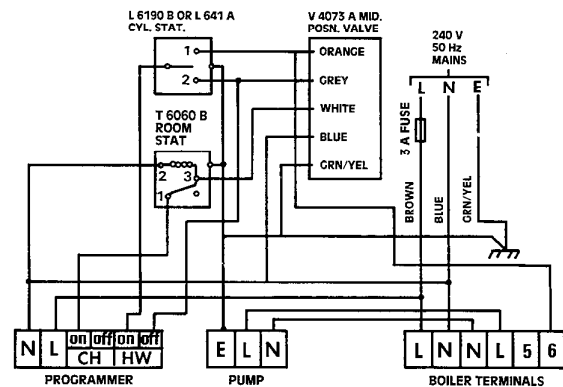 L 6190 B OR L 641 A
CYL. STAT.
V 4073 A MID.
POSN. VALVE
1
2
ORANGE
GREY
WHITE
BLUE
GRN/YEL
240 V
50 Hz
MAINS
L N E
3 A FUSE
BROWN
BLUE
GRN/YEL
T 6060 B
ROOM
STAT
2 3
1
N L on off on off
CH HW
PROGRAMMER
E L N
PUMP
L N N L 5 6
BOILER TERMINALS